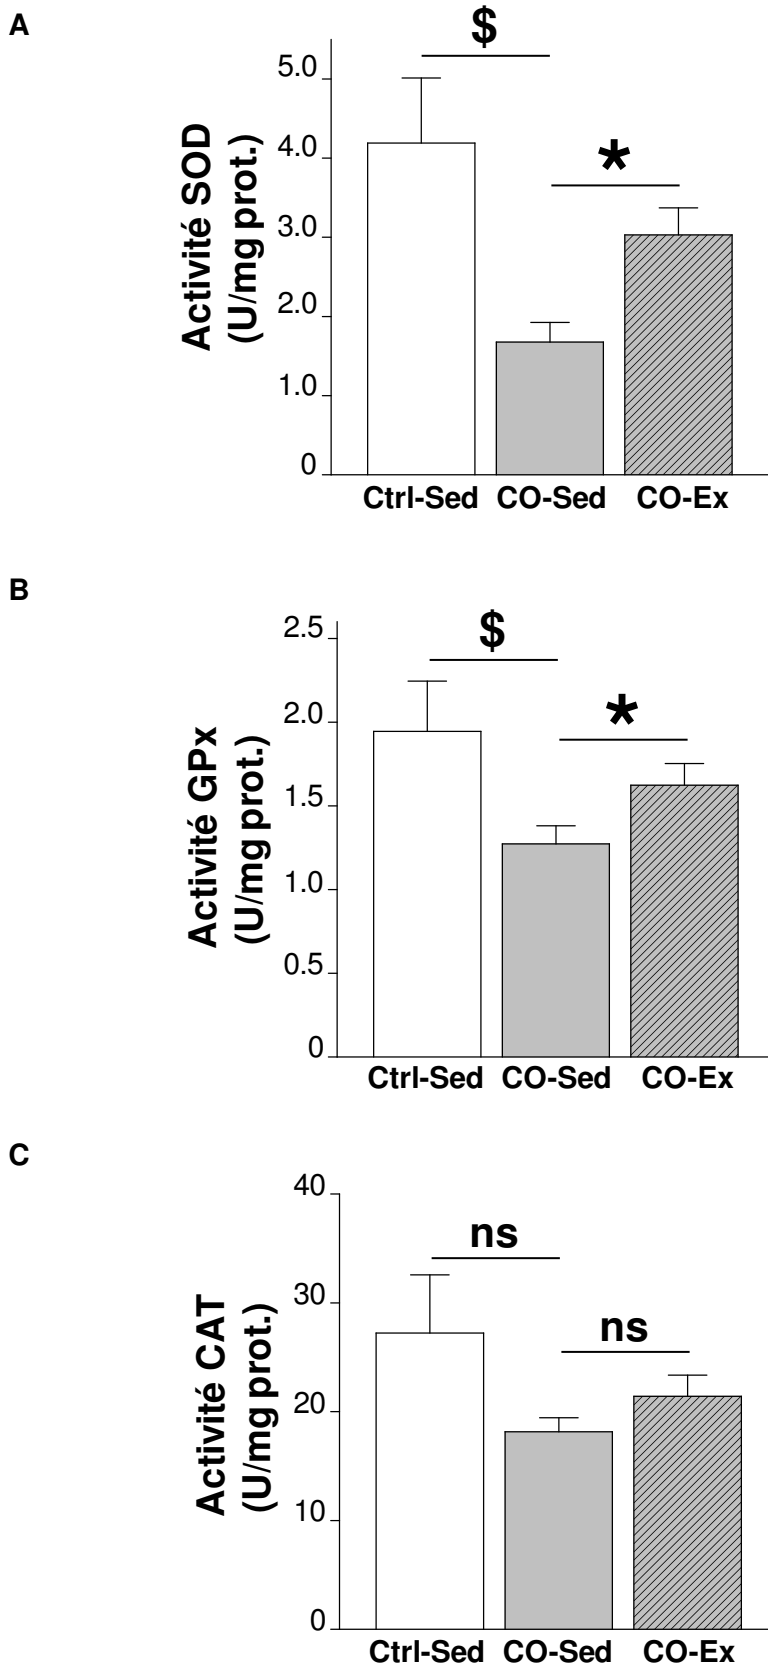 A
$
*
5.0
4.0
3.0
2.0
1.0
0
Activité SOD
(U/mg prot.)
Ctrl-Sed CO-Sed CO-Ex
B
$
*
2.5
2.0
1.5
1.0
0.5
0
Activité GPx
(U/mg prot.)
Ctrl-Sed CO-Sed CO-Ex
C
ns
ns
40
30
20
10
0
Activité CAT
(U/mg prot.)
Ctrl-Sed CO-Sed CO-Ex